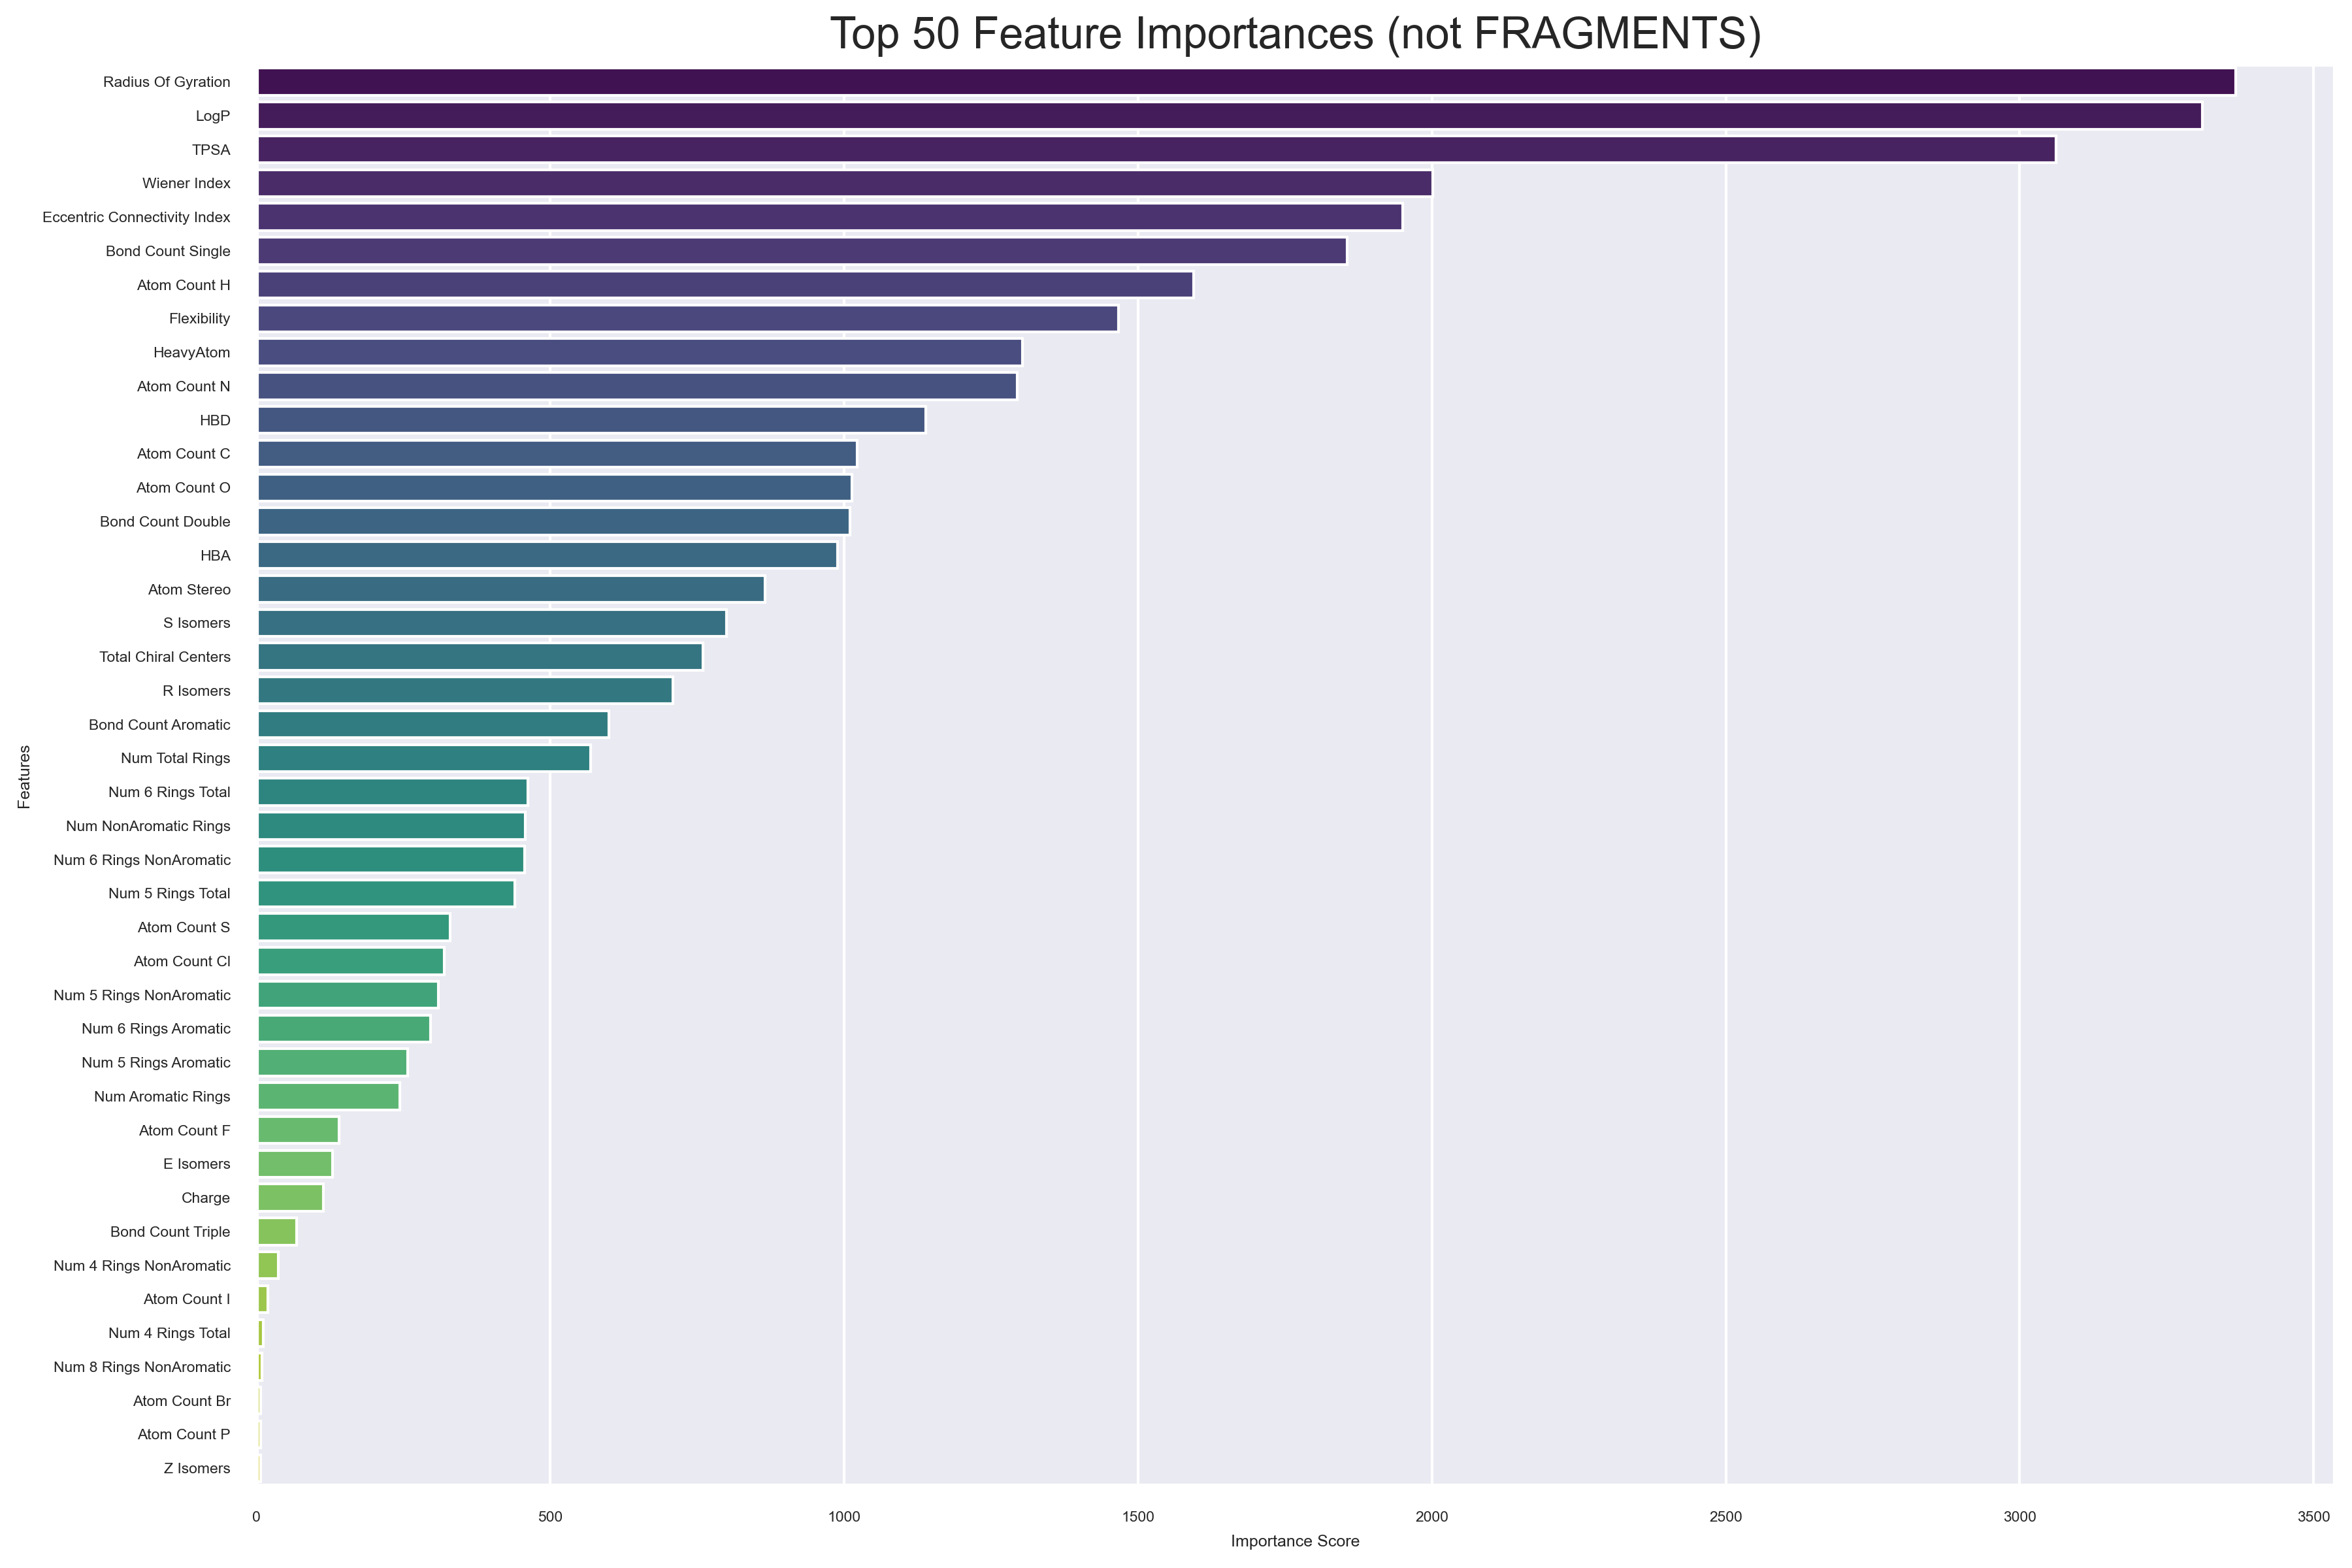 Top 50 Feature Importances (not FRAGMENTS)
Radius Of Gyration
LogP
TPSA
Wiener Index
Eccentric Connectivity Index
Bond Count Single
Atom Count H
Flexibility
HeavyAtom
Atom Count N
HBD
Atom Count C
Atom Count O
Bond Count Double
HBA
Atom Stereo
S Isomers
Total Chiral Centers
R Isomers
Bond Count Aromatic
Num Total Rings
Num 6 Rings Total
Num NonAromatic Rings
Num 6 Rings NonAromatic
Num 5 Rings Total
Atom Count S
Atom Count Cl
Num 5 Rings NonAromatic
Num 6 Rings Aromatic
Num 5 Rings Aromatic
Num Aromatic Rings
Atom Count F
E Isomers
Charge
Bond Count Triple
Num 4 Rings NonAromatic
Atom Count I
Num 4 Rings Total
Num 8 Rings NonAromatic
Atom Count Br
Atom Count P
Z Isomers
Features
0 500 1000 1500 2000 2500 3000 3500
Importance Score